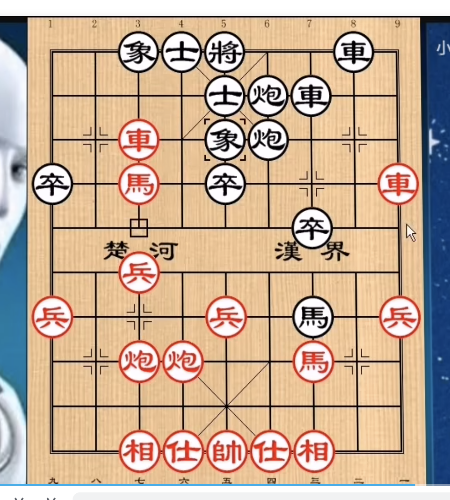 1 2 3 4 5 6 7 8 9
象 士 將 車
士 炮 車
車 象 炮
卒 馬 卒 車
卒
楚 河 漢 界
兵
兵 兵 馬 兵
炮 炮 馬
相 仕 帥 仕 相
九 八 七 六 五 四 三 二 一
小